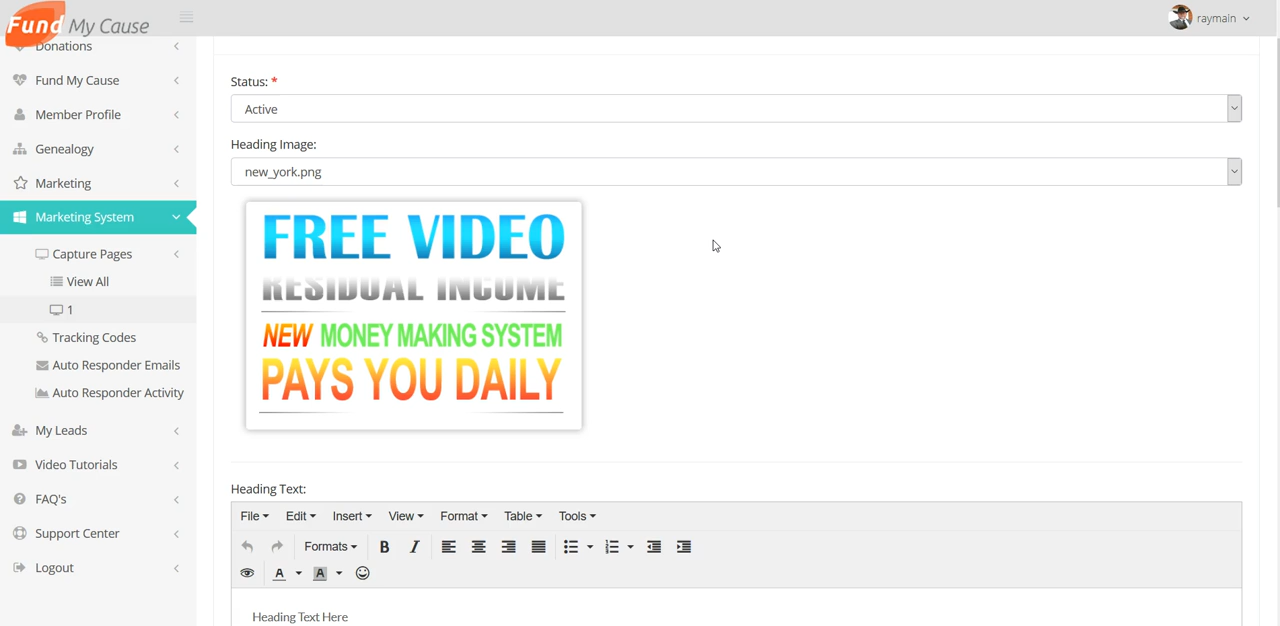 Fund My Cause
raymain
Donations
Fund My Cause
Member Profile
Genealogy
Marketing
Marketing System
Capture Pages
View All
1
Tracking Codes
Auto Responder Emails
Auto Responder Activity
My Leads
Video Tutorials
FAQ's
Support Center
Logout
Status: *
Active
Heading Image:
new_york.png
FREE VIDEO
RESIDUAL INCOME
NEW MONEY MAKING SYSTEM
PAYS YOU DAILY
Heading Text:
File Edit Insert View Format Table Tools
Formats B I
A A
Heading Text Here